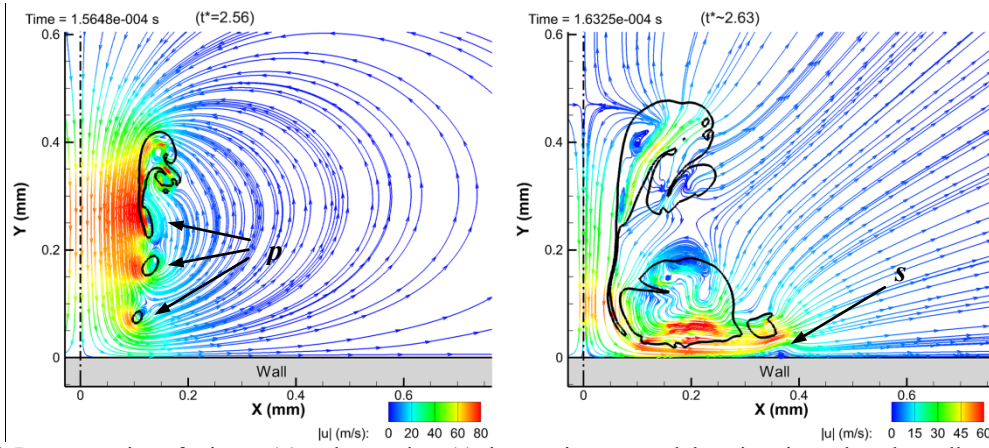 Time = 1.5648e-004 s (t*=2.56)
0.6
0.4
0.2
0
Y (mm)
p
Wall
0 0.2 0.4 0.6
X (mm)
|u| (m/s): 0 20 40 60 80
Time = 1.6325e-004 s (t*~2.63)
0.6
0.4
0.2
0
Y (mm)
s
Wall
0 0.2 0.4 0.6
X (mm)
|u| (m/s): 0 15 30 45 60